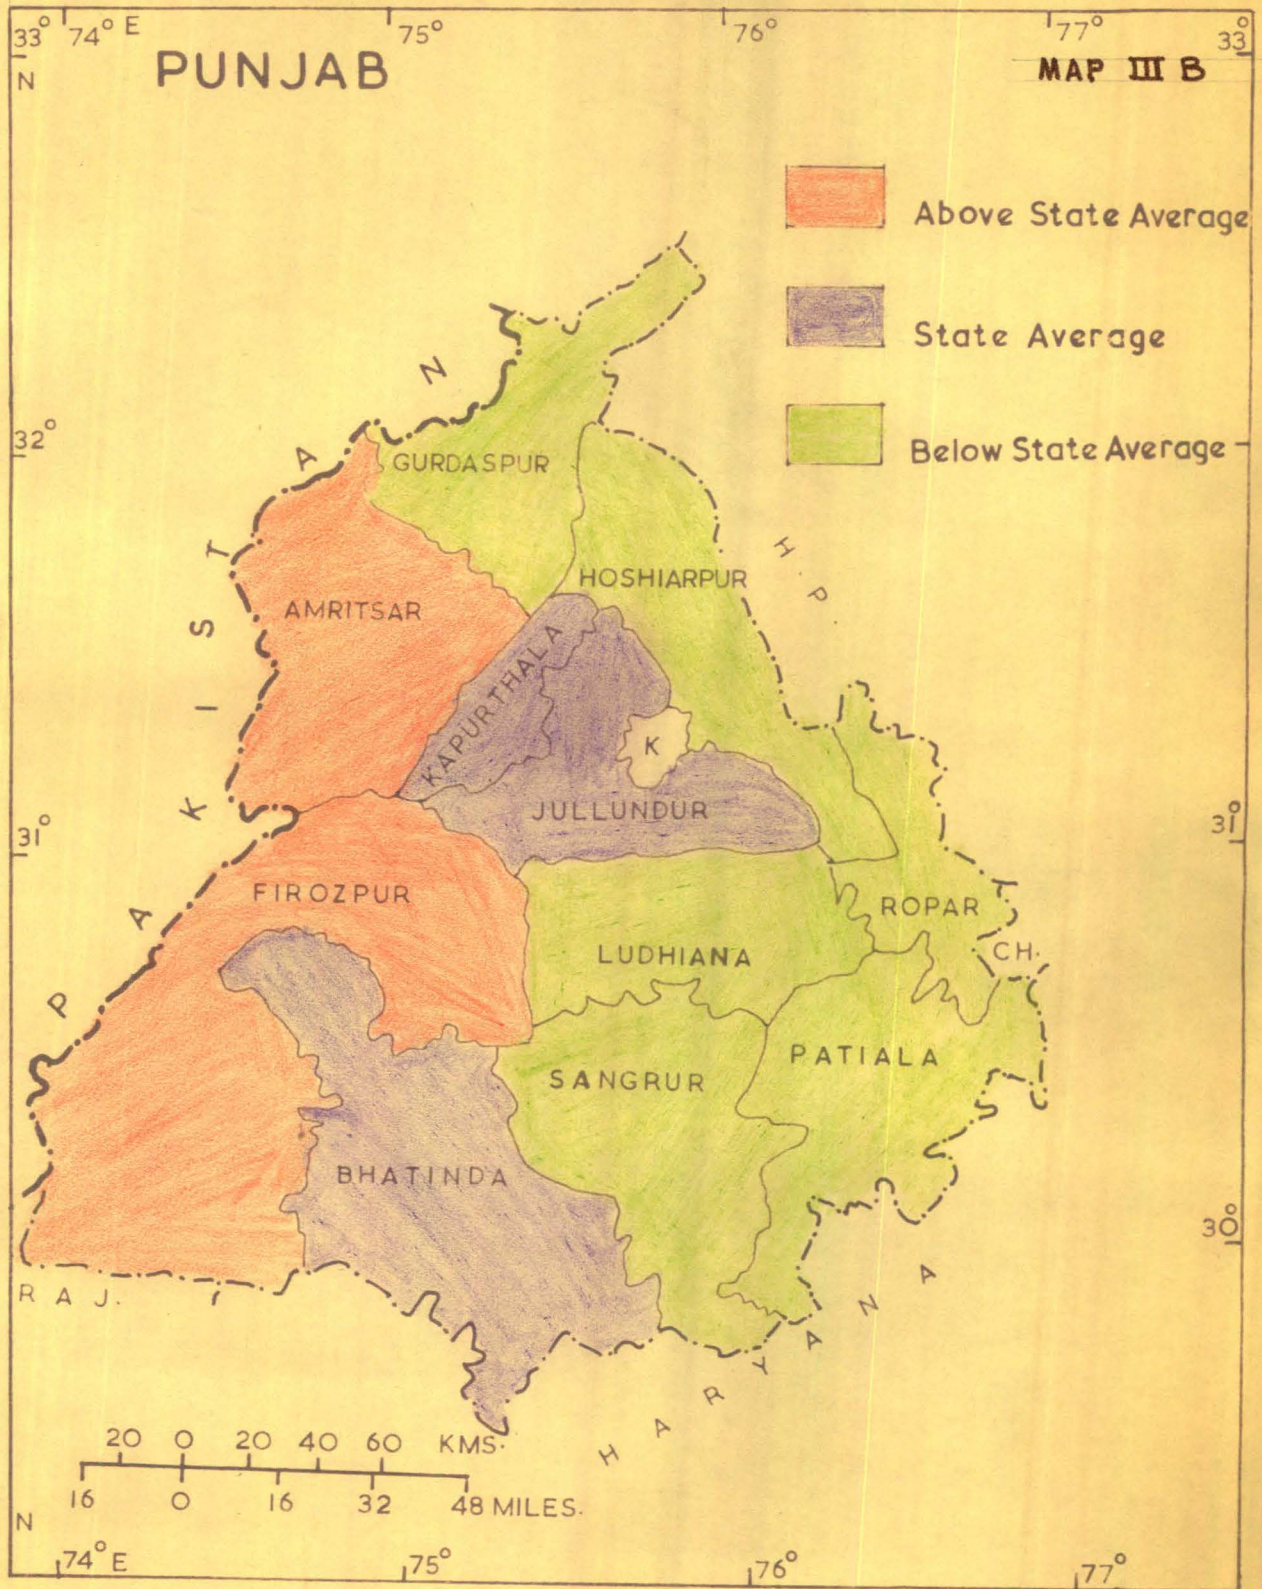 33° 74° E 75° 76° 77° 33
N
PUNJAB
MAP III B
Above State Average
State Average
Below State Average
32°
PAKISTAN
GURDASPUR
H.P.
HOSHIARPUR
AMRITSAR
KAPURTHALA
K
JULLUNDUR
31° 31°
FIROZPUR
ROPAR
LUDHIANA
CH.
PATIALA
SANGRUR
BHATINDA
30°
RAJ.
HARYANA
20 0 20 40 60 KMS.
16 0 16 32 48 MILES.
N
74° E 75° 76° 77°